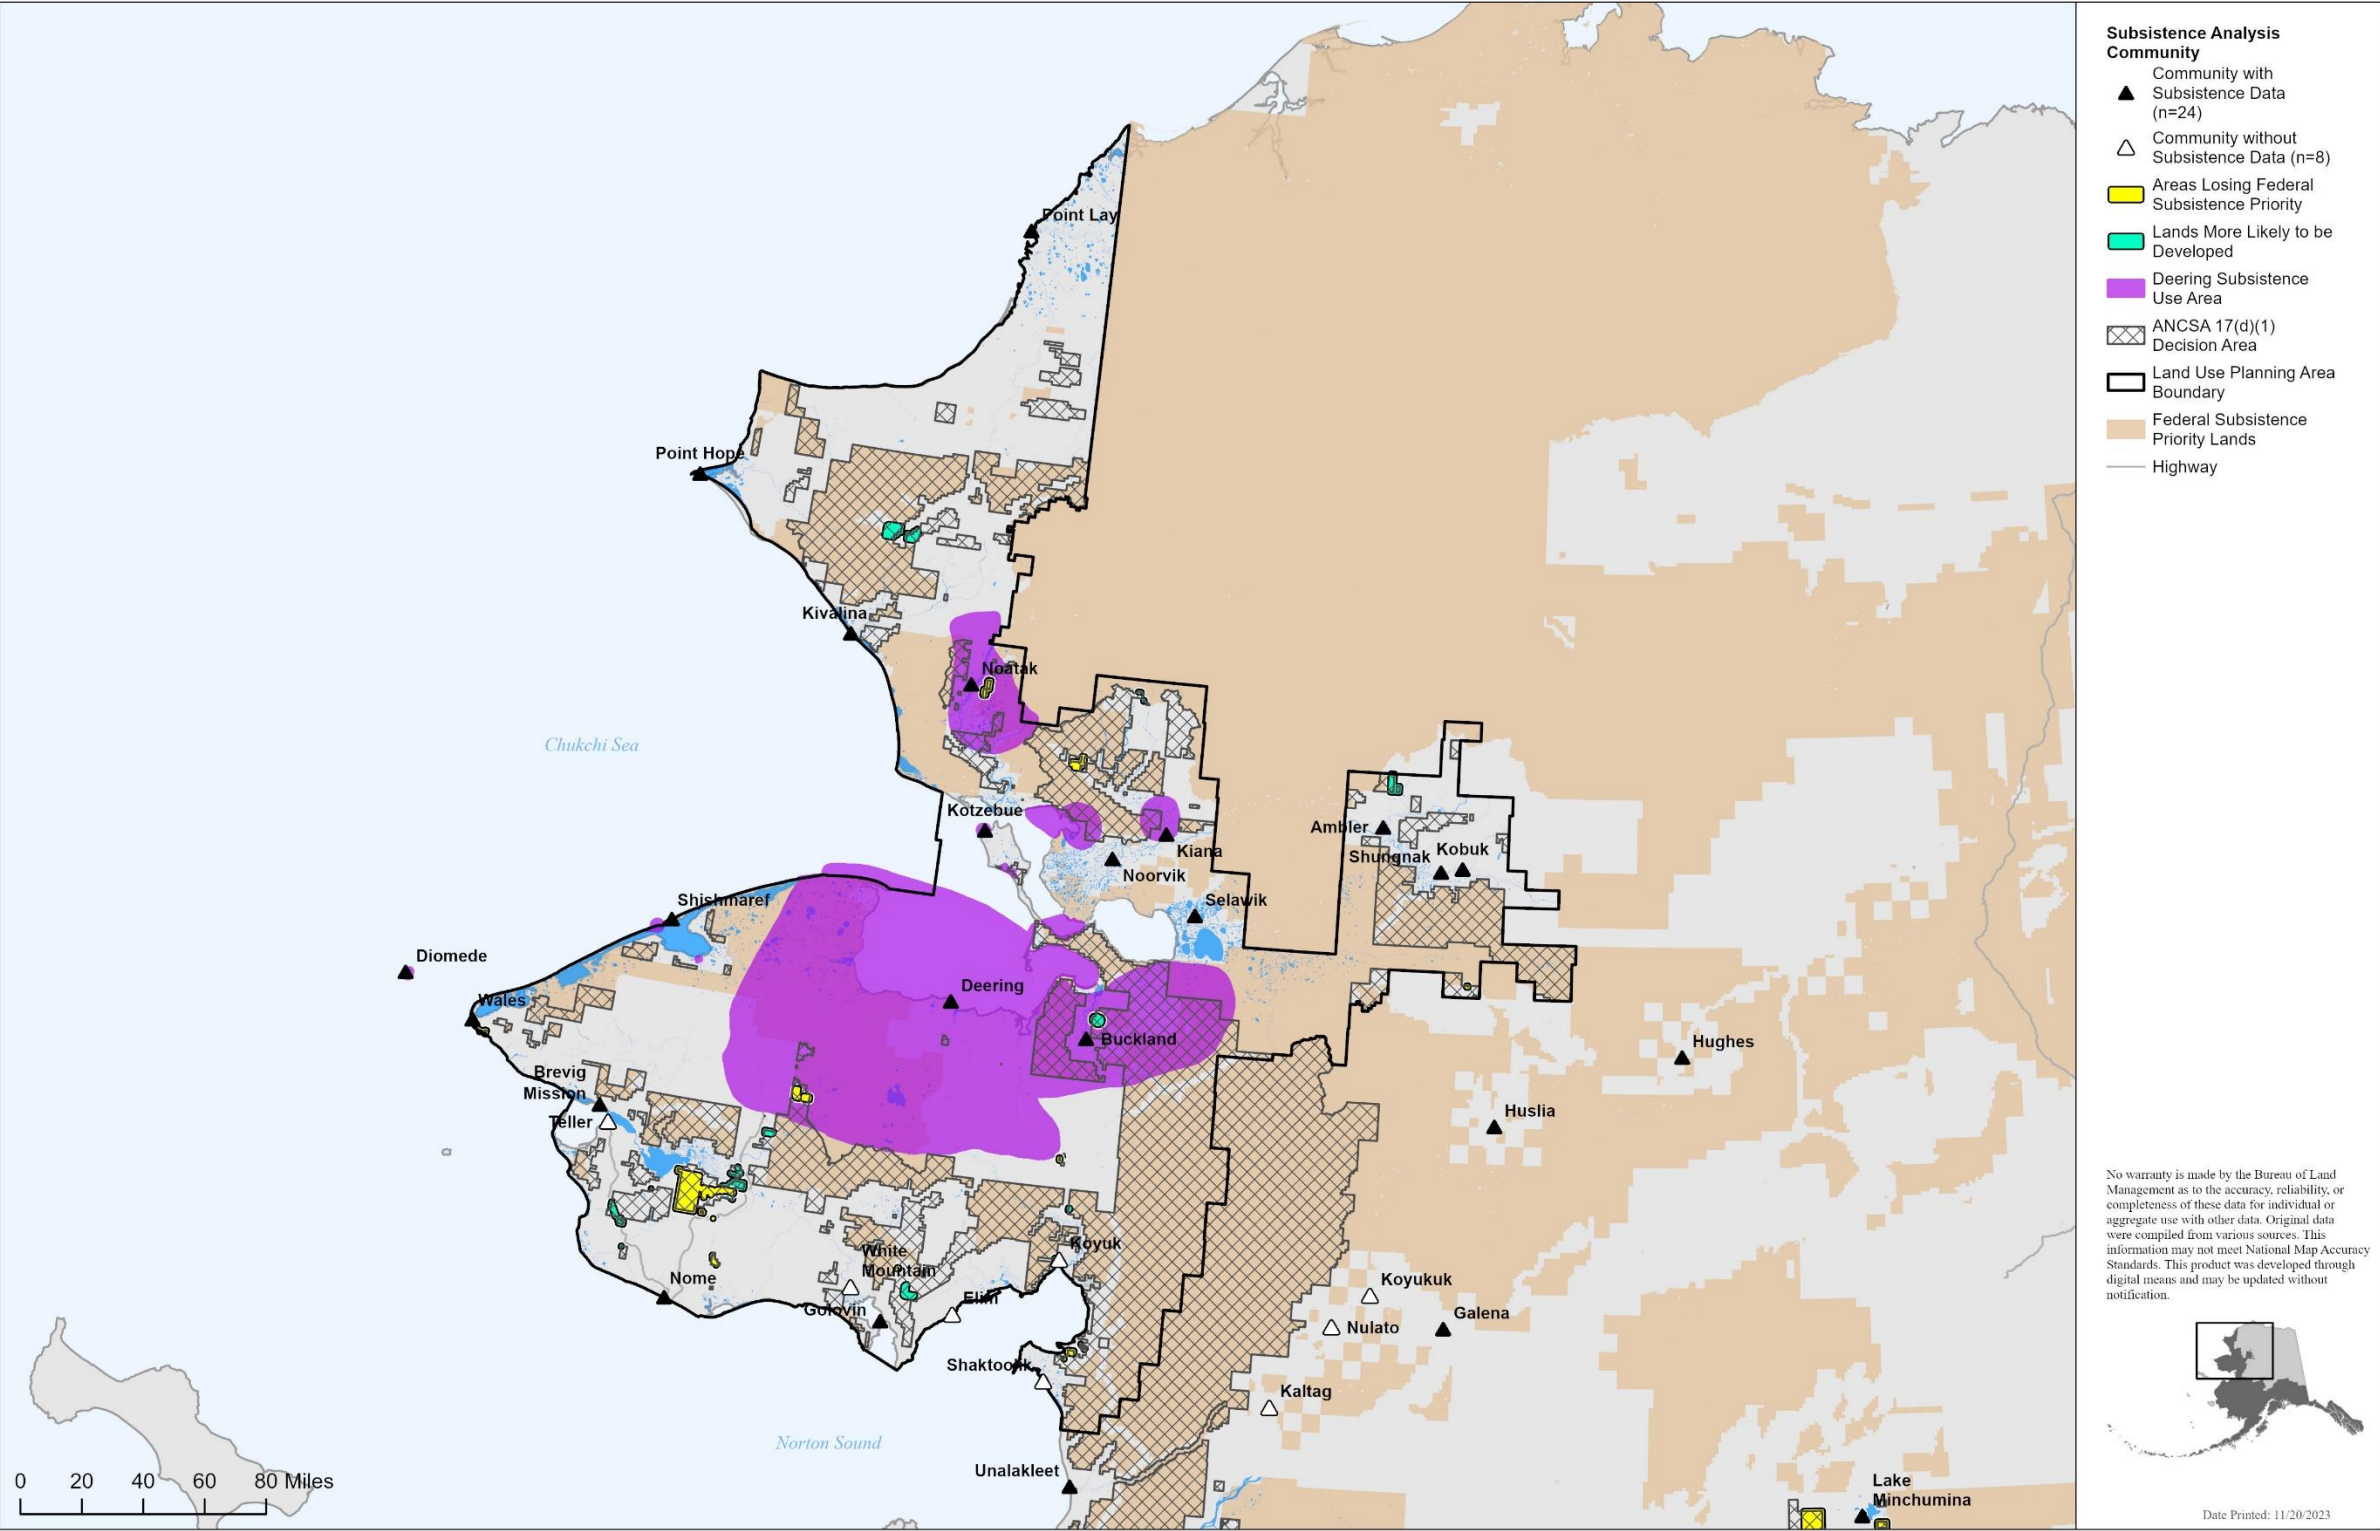 Point Lay
Point Hope
Kivalina
Noatak
Chukchi Sea
Kotzebue
Kiana
Noorvik
Selawik
Ambler
Shungnak
Kobuk
Shishmaref
Diomede
Wales
Deering
Buckland
Hughes
Huslia
Brevig
Mission
Teller
Nome
White
Mountain
Koyuk
Golovin
Elim
Koyukuk
Nulato
Galena
Shaktoolik
Kaltag
Norton Sound
Unalakleet
Lake
Minchumina
0 20 40 60 80 Miles
Subsistence Analysis
Community
Community with
Subsistence Data
(n=24)
Community without
Subsistence Data (n=8)
Areas Losing Federal
Subsistence Priority
Lands More Likely to be
Developed
Deering Subsistence
Use Area
ANCSA 17(d)(1)
Decision Area
Land Use Planning Area
Boundary
Federal Subsistence
Priority Lands
Highway
No warranty is made by the Bureau of Land
Management as to the accuracy, reliability, or
completeness of these data for individual or
aggregate use with other data. Original data
were compiled from various sources. This
information may not meet National Map Accuracy
Standards. This product was developed through
digital means and may be updated without
notification.
Date Printed: 11/20/2023